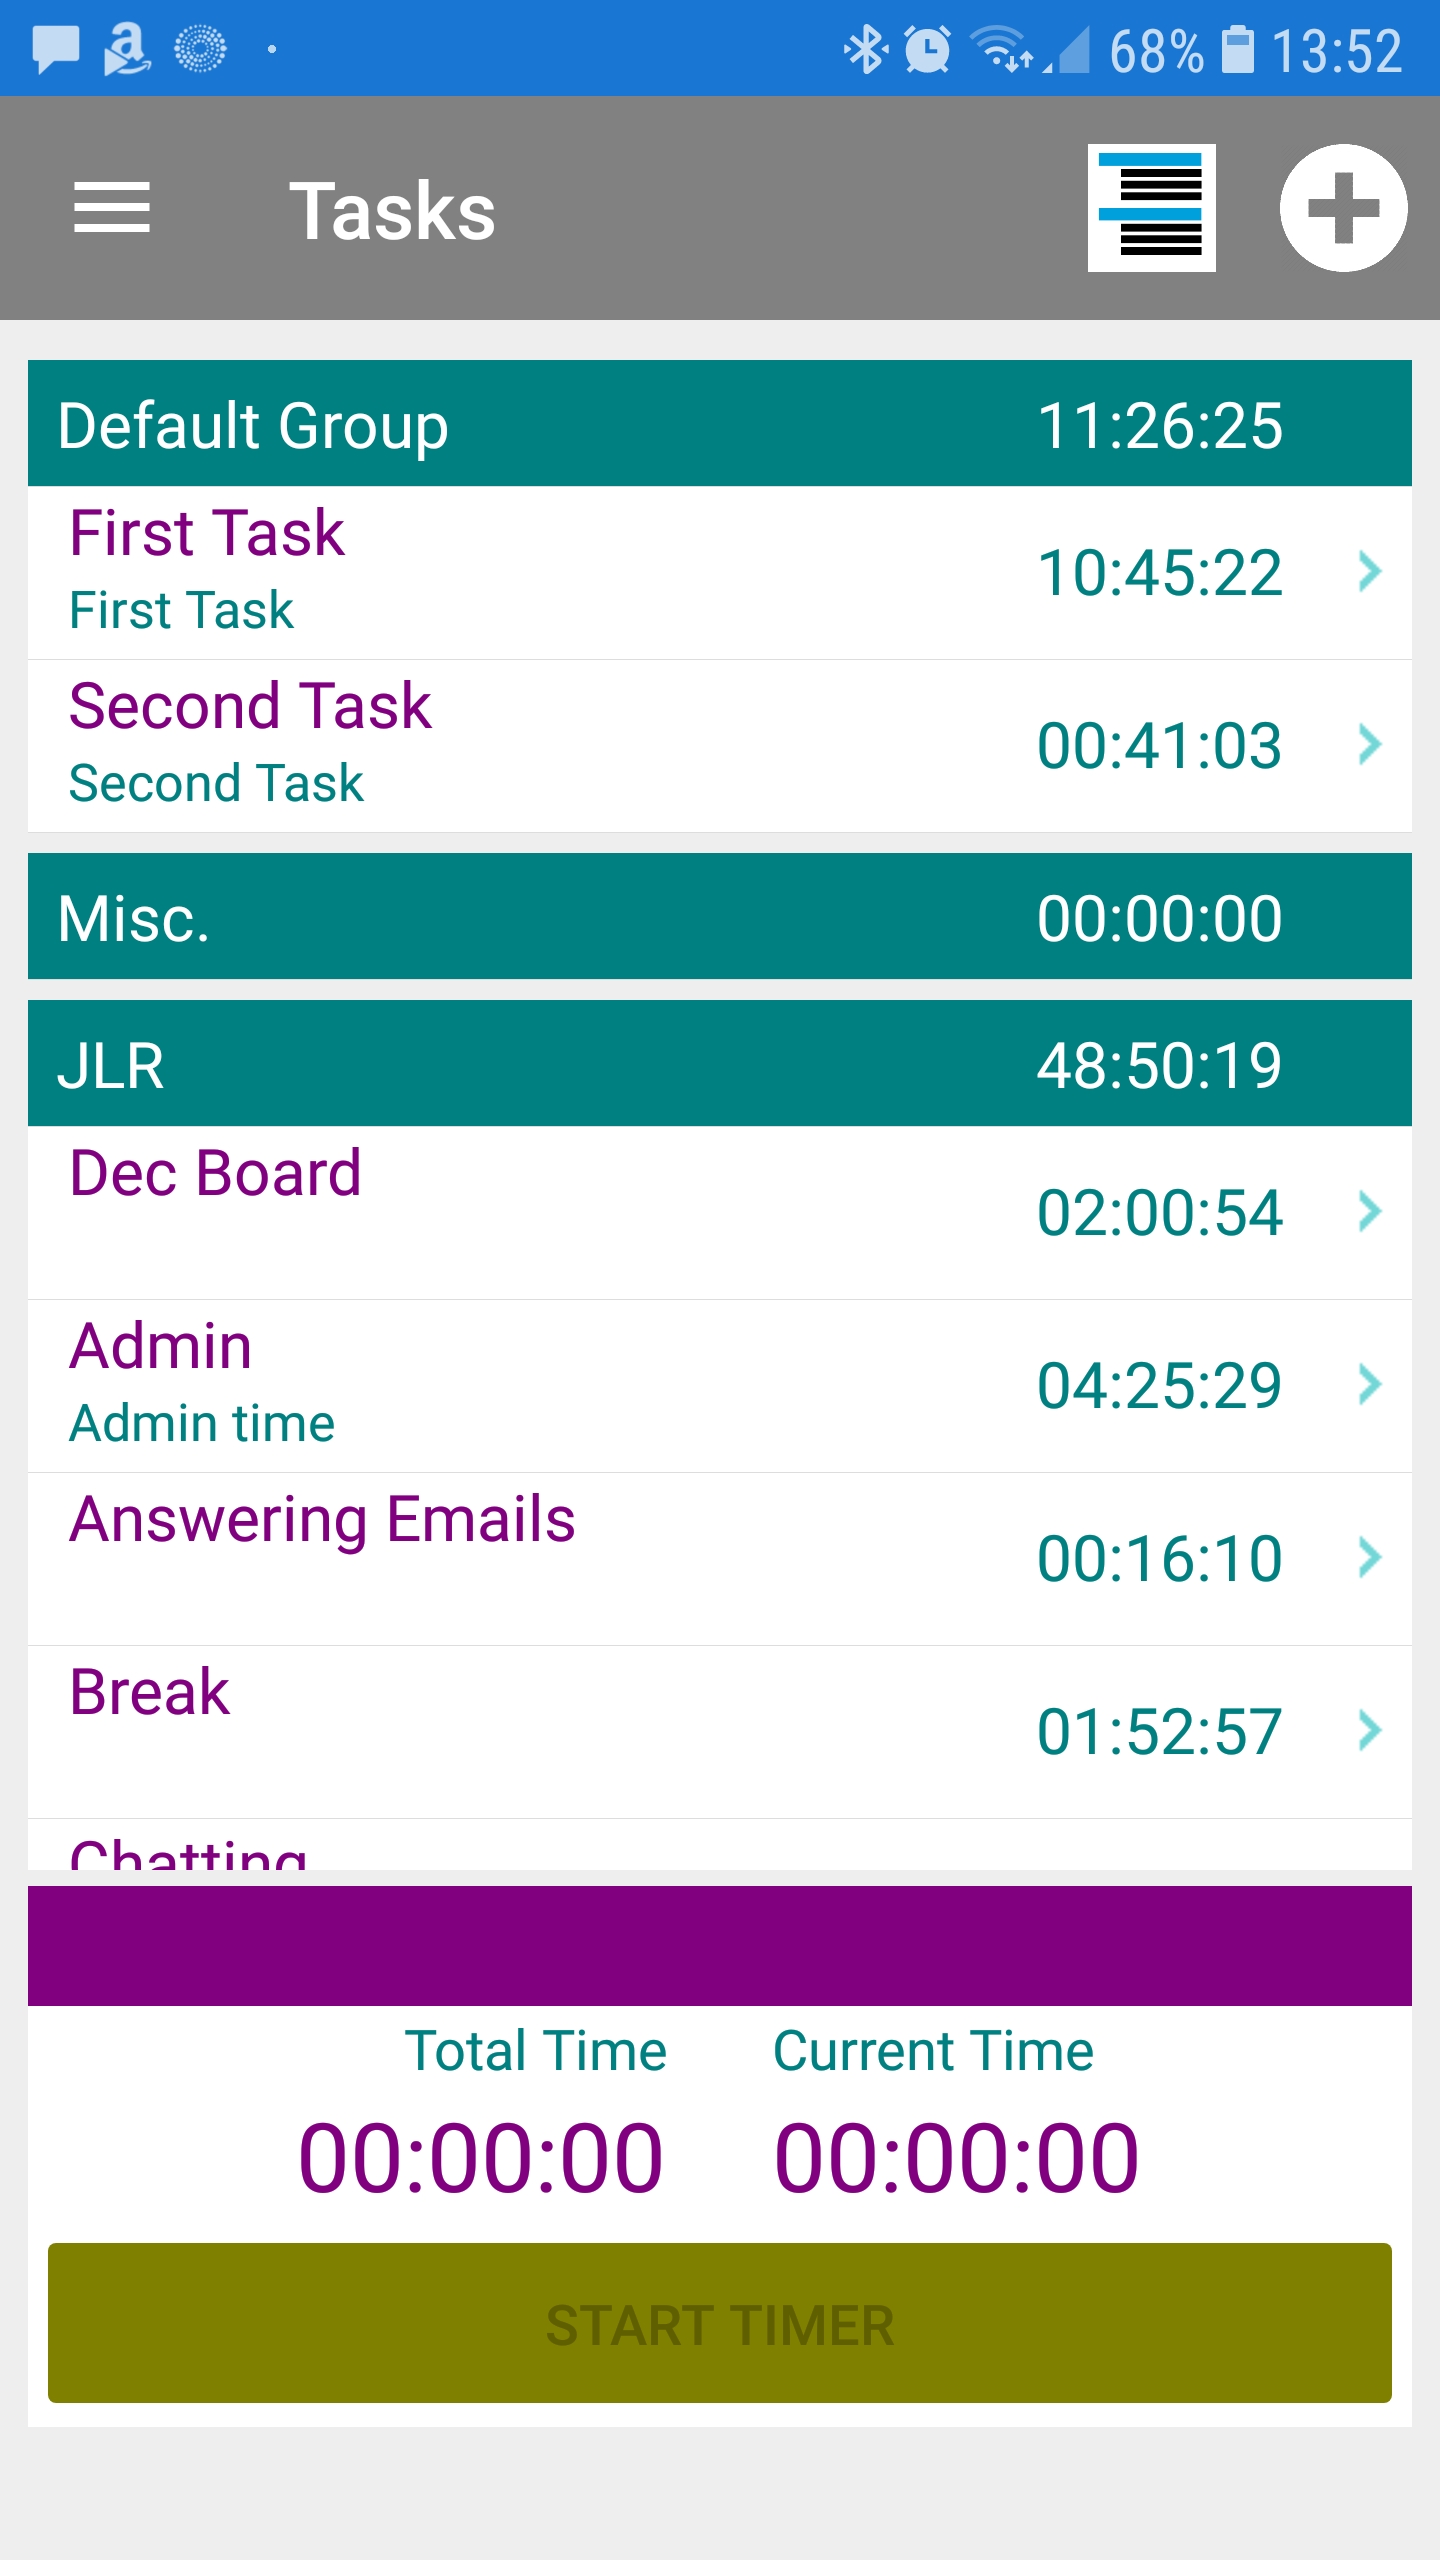 68% 13:52
Tasks
Default Group 11:26:25
First Task
First Task
10:45:22
Second Task
Second Task
00:41:03
Misc. 00:00:00
JLR 48:50:19
Dec Board
02:00:54
Admin
Admin time
04:25:29
Answering Emails
00:16:10
Break
01:52:57
Chatting
Total Time Current Time
00:00:00 00:00:00
START TIMER